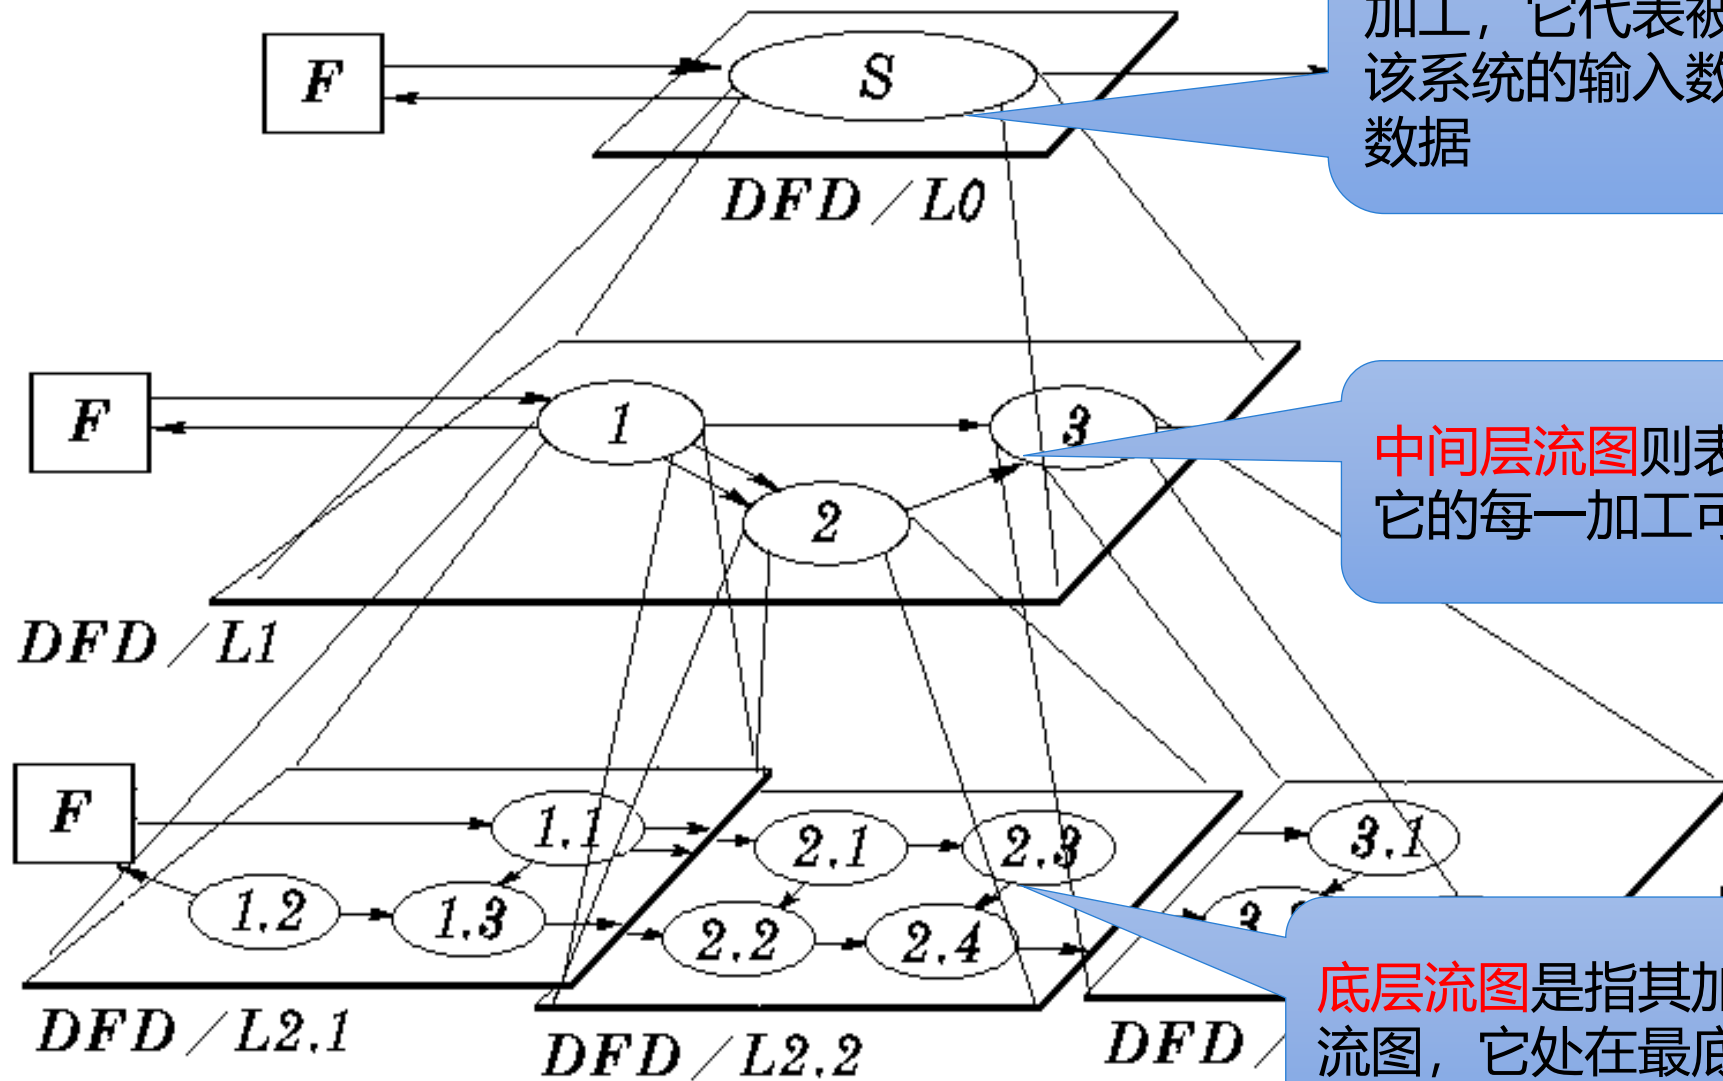 加工，它代表被
该系统的输入数
数据
F
S
DFD／L0
F
1
3
2
中间层流图则表
它的每一加工可
DFD／L1
F
1.1
2.1
2.3
3.1
1.2
1.3
2.2
2.4
底层流图是指其加
流图，它处在最底
DFD／L2.1
DFD／L2.2
DFD／